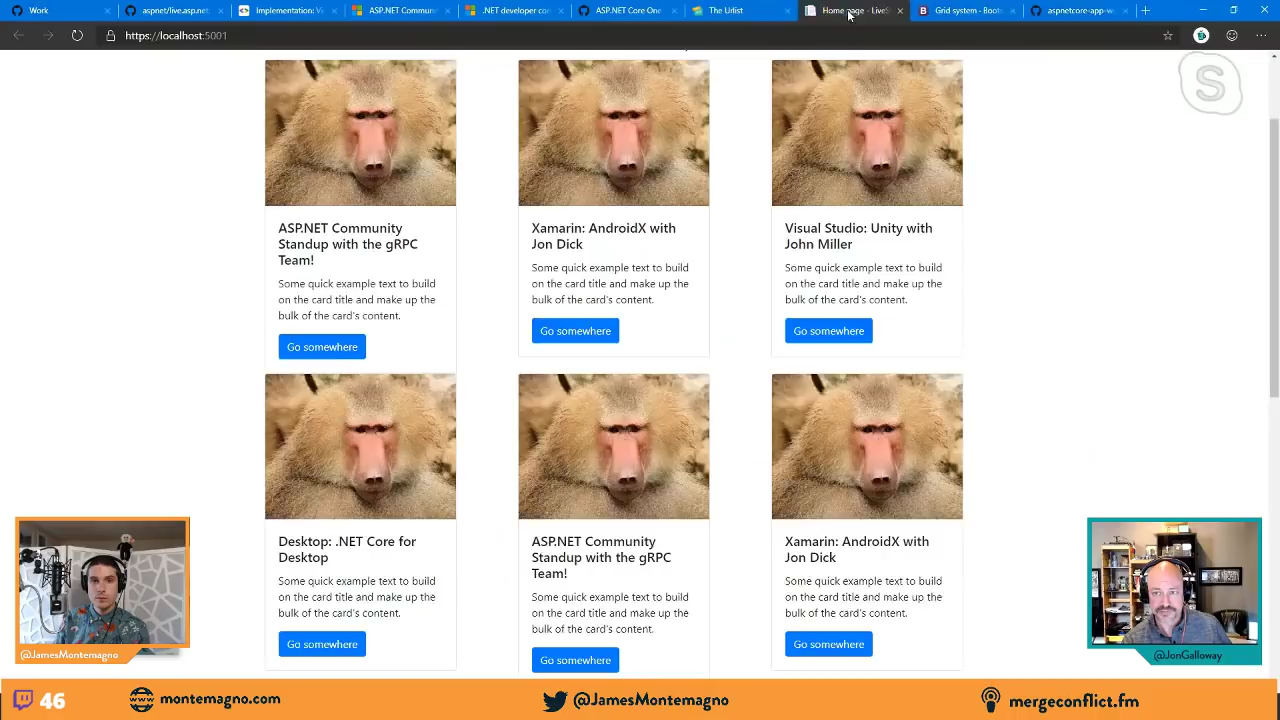 Work
aspnet/live.asp.net
Implementation: Vi
ASP.NET Commun
.NET developer co
ASP.NET Core One
The Urlist
Home page - LiveS
Grid system - Boots
aspnetcore-app-w
https://localhost:5001
ASP.NET Community
Standup with the gRPC
Team!
Some quick example text to build
on the card title and make up the
bulk of the card's content.
Go somewhere
Xamarin: AndroidX with
Jon Dick
Some quick example text to build
on the card title and make up the
bulk of the card's content.
Go somewhere
Visual Studio: Unity with
John Miller
Some quick example text to build
on the card title and make up the
bulk of the card's content.
Go somewhere
Desktop: .NET Core for
Desktop
Some quick example text to build
on the card title and make up the
bulk of the card's content.
Go somewhere
ASP.NET Community
Standup with the gRPC
Team!
Some quick example text to build
on the card title and make up the
bulk of the card's content.
Go somewhere
Xamarin: AndroidX with
Jon Dick
Some quick example text to build
on the card title and make up the
bulk of the card's content.
Go somewhere
@JamesMontemagno
@JonGalloway
46
montemagno.com
@JamesMontemagno
mergeconflict.fm